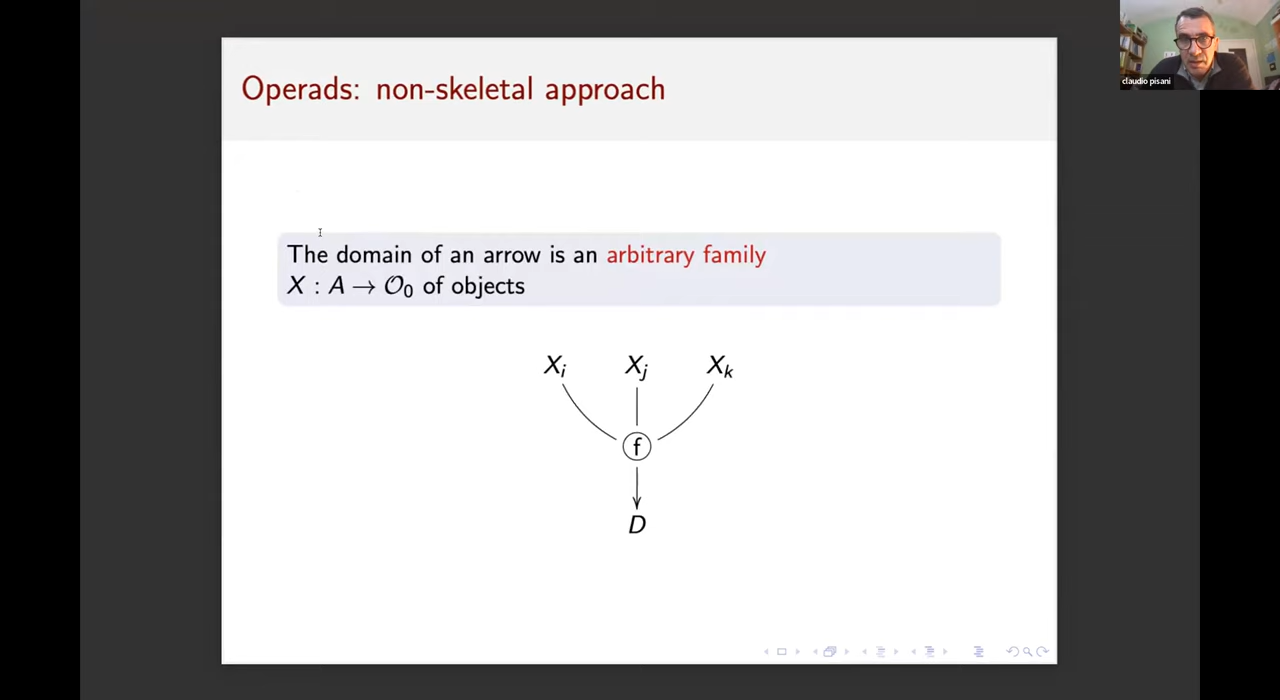 Operads: non-skeletal approach
claudio pisani
The domain of an arrow is an arbitrary family
X : A → 𝒪₀ of objects
Xᵢ Xⱼ Xₖ
f
D